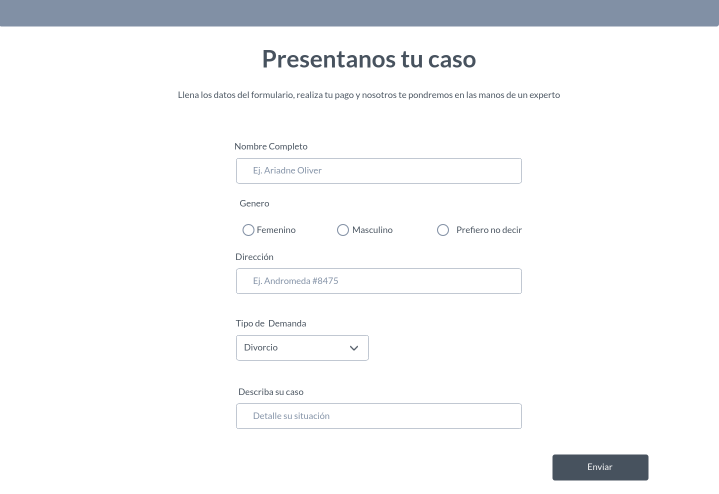 Presentanos tu caso
Llena los datos del formulario, realiza tu pago y nosotros te pondremos en las manos de un experto
Nombre Completo
Ej. Ariadne Oliver
Genero
Femenino Masculino Prefiero no decir
Dirección
Ej. Andromeda #8475
Tipo de Demanda
Divorcio
Describa su caso
Detalle su situación
Enviar